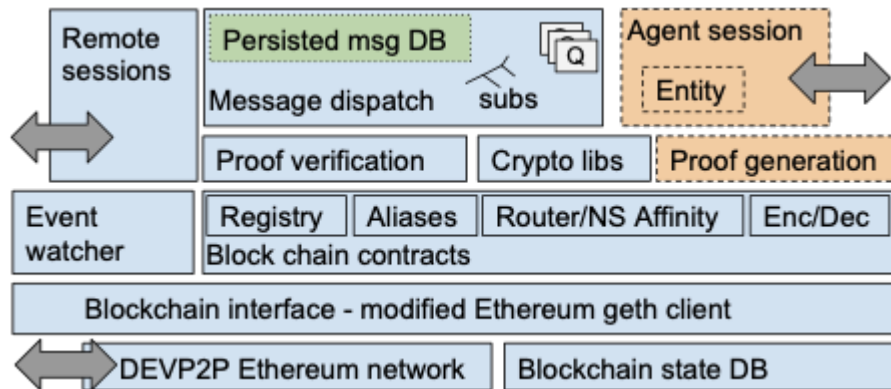 Remote
sessions
Persisted msg DB
Q
Message dispatch
subs
Agent session
Entity
Proof verification
Crypto libs
Proof generation
Event
watcher
Registry
Aliases
Router/NS Affinity
Enc/Dec
Block chain contracts
Blockchain interface - modified Ethereum geth client
DEVP2P Ethereum network
Blockchain state DB